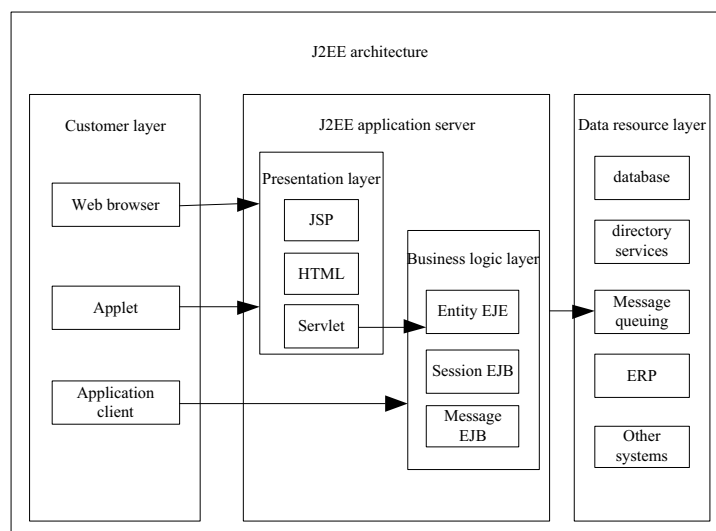 J2EE architecture
Customer layer
Web browser
Applet
Application
client
J2EE application server
Presentation layer
JSP
HTML
Servlet
Business logic layer
Entity EJE
Session EJB
Message
EJB
Data resource layer
database
directory
services
Message
queuing
ERP
Other
systems